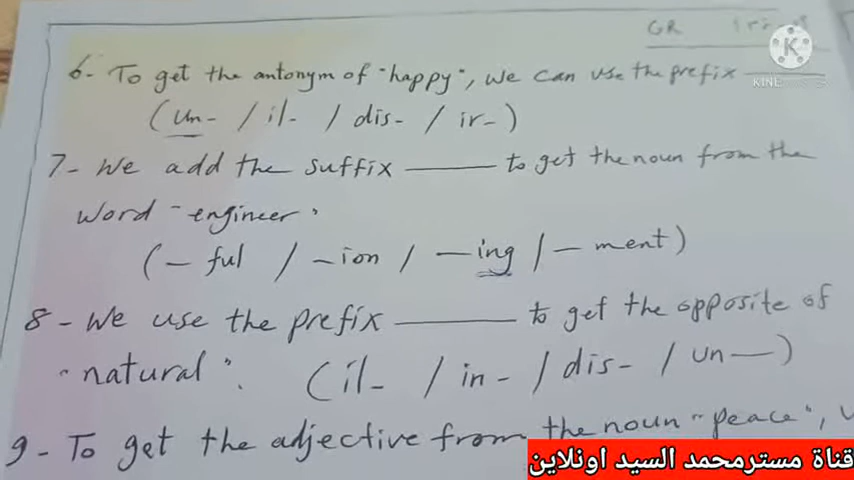 GR
6- To get the antonym of "happy", we can use the prefix ____
(un- / il- / dis- / ir-)
KINE
7- We add the suffix ____ to get the noun from the
word "engineer".
(- ful / -ion / -ing / - ment)
8- We use the prefix ____ to get the opposite of
"natural".
(il- / in- / dis- / un-)
9- To get the adjective from the noun "peace",
قناة مسترمحمد السيد اونلاين